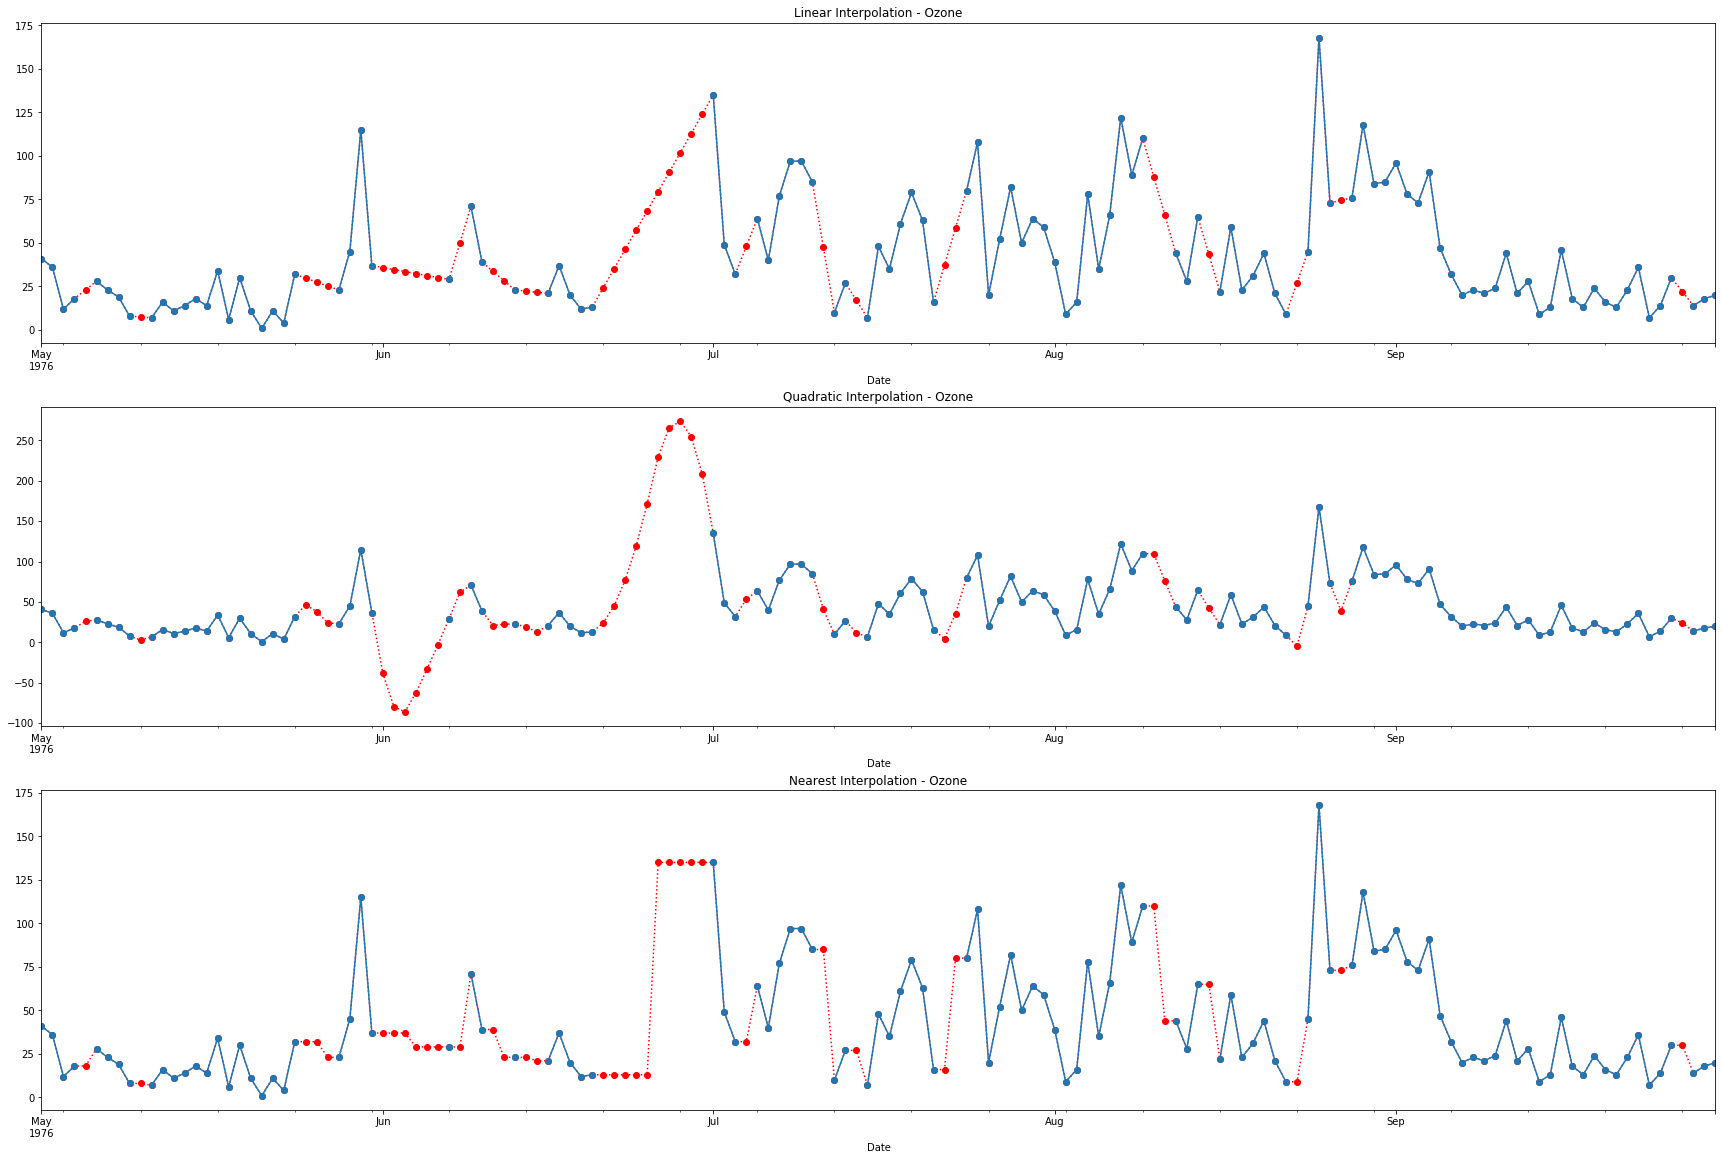 Linear Interpolation - Ozone
175
150
125
100
75
50
25
0
May
1976
Jun
Jul
Aug
Sep
Date
Quadratic Interpolation - Ozone
250
200
150
100
50
0
−50
−100
May
1976
Jun
Jul
Aug
Sep
Date
Nearest Interpolation - Ozone
175
150
125
100
75
50
25
0
May
1976
Jun
Jul
Aug
Sep
Date